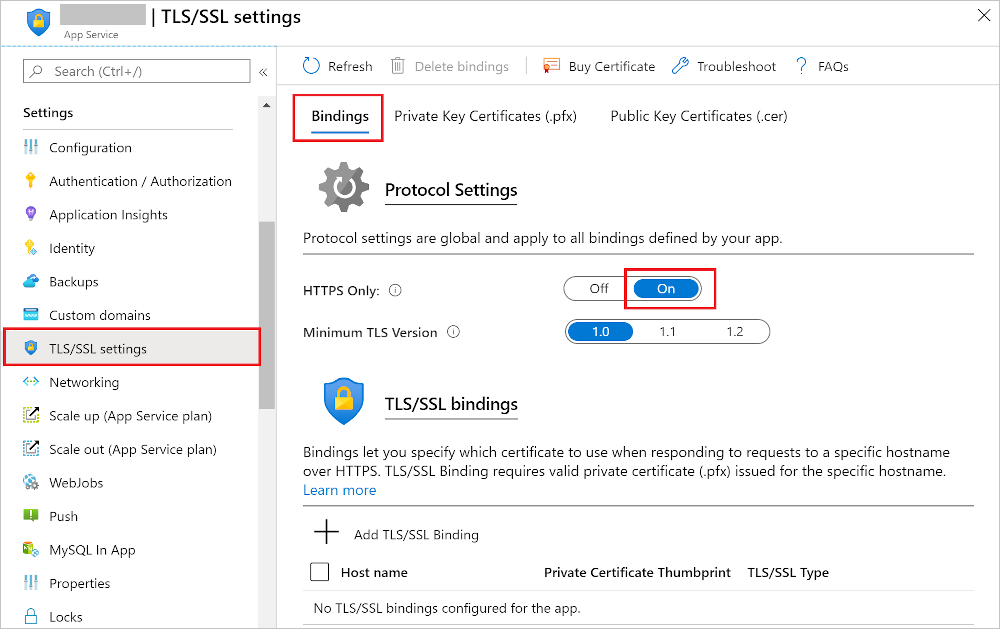 | TLS/SSL settings
App Service
Search (Ctrl+/)
«
Refresh
Delete bindings
Buy Certificate
Troubleshoot
? FAQs
Settings
Configuration
Authentication / Authorization
Application Insights
Identity
Backups
Custom domains
TLS/SSL settings
Networking
Scale up (App Service plan)
Scale out (App Service plan)
WebJobs
Push
MySQL In App
Properties
Locks
Bindings
Private Key Certificates (.pfx)
Public Key Certificates (.cer)
Protocol Settings
Protocol settings are global and apply to all bindings defined by your app.
HTTPS Only:
Off
On
Minimum TLS Version
1.0
1.1
1.2
TLS/SSL bindings
Bindings let you specify which certificate to use when responding to requests to a specific hostname
over HTTPS. TLS/SSL Binding requires valid private certificate (.pfx) issued for the specific hostname.
Learn more
Add TLS/SSL Binding
Host name
Private Certificate Thumbprint
TLS/SSL Type
No TLS/SSL bindings configured for the app.